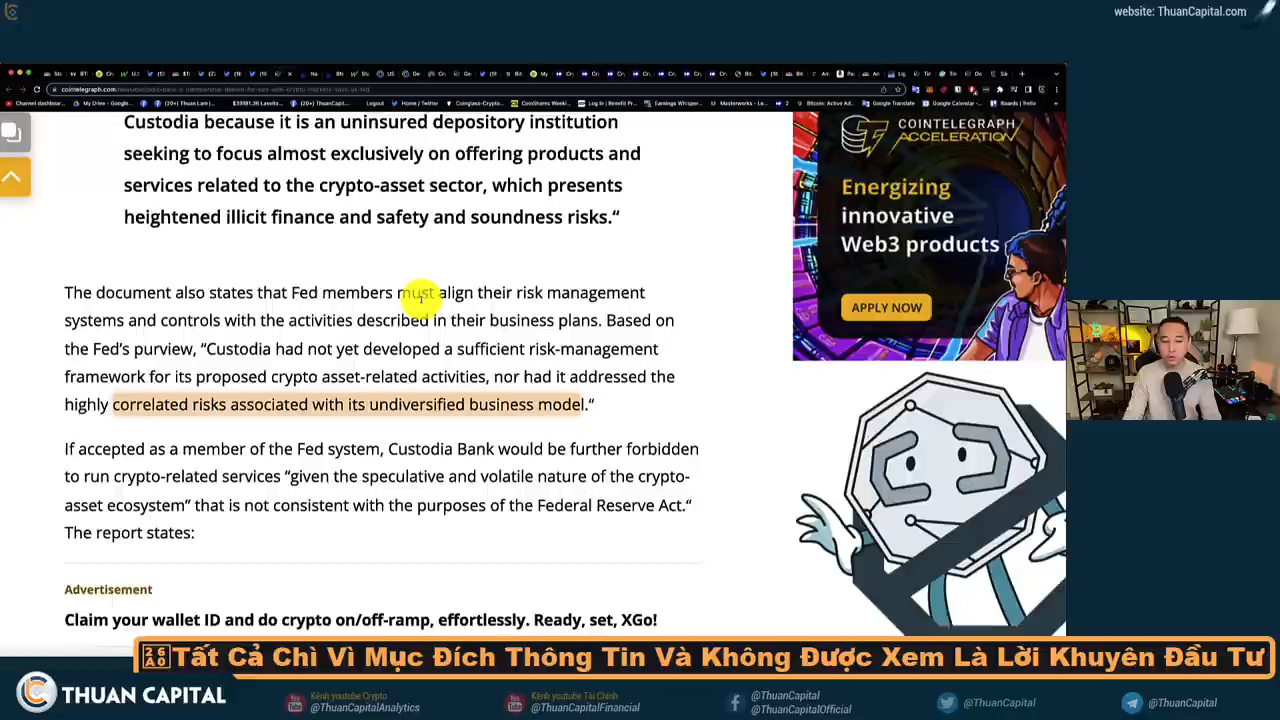 website: ThuanCapital.com
Custodia because it is an uninsured depository institution
seeking to focus almost exclusively on offering products and
services related to the crypto-asset sector, which presents
heightened illicit finance and safety and soundness risks.“
The document also states that Fed members must align their risk management
systems and controls with the activities described in their business plans. Based on
the Fed’s purview, “Custodia had not yet developed a sufficient risk-management
framework for its proposed crypto asset-related activities, nor had it addressed the
highly correlated risks associated with its undiversified business model.“
If accepted as a member of the Fed system, Custodia Bank would be further forbidden
to run crypto-related services “given the speculative and volatile nature of the crypto-
asset ecosystem” that is not consistent with the purposes of the Federal Reserve Act.“
The report states:
Advertisement
Claim your wallet ID and do crypto on/off-ramp, effortlessly. Ready, set, XGo!
COINTELEGRAPH
ACCELERATION
Energizing
innovative
Web3 products
APPLY NOW
Tất Cả Chì Vì Mục Đích Thông Tin Và Không Được Xem Là Lời Khuyên Đầu Tư
THUAN CAPITAL
Kênh youtube Crypto
@ThuanCapitalAnalytics
Kênh youtube Tài Chính
@ThuanCapitalFinancial
@ThuanCapital
@ThuanCapitalOfficial
@ThuanCapital
@ThuanCapital